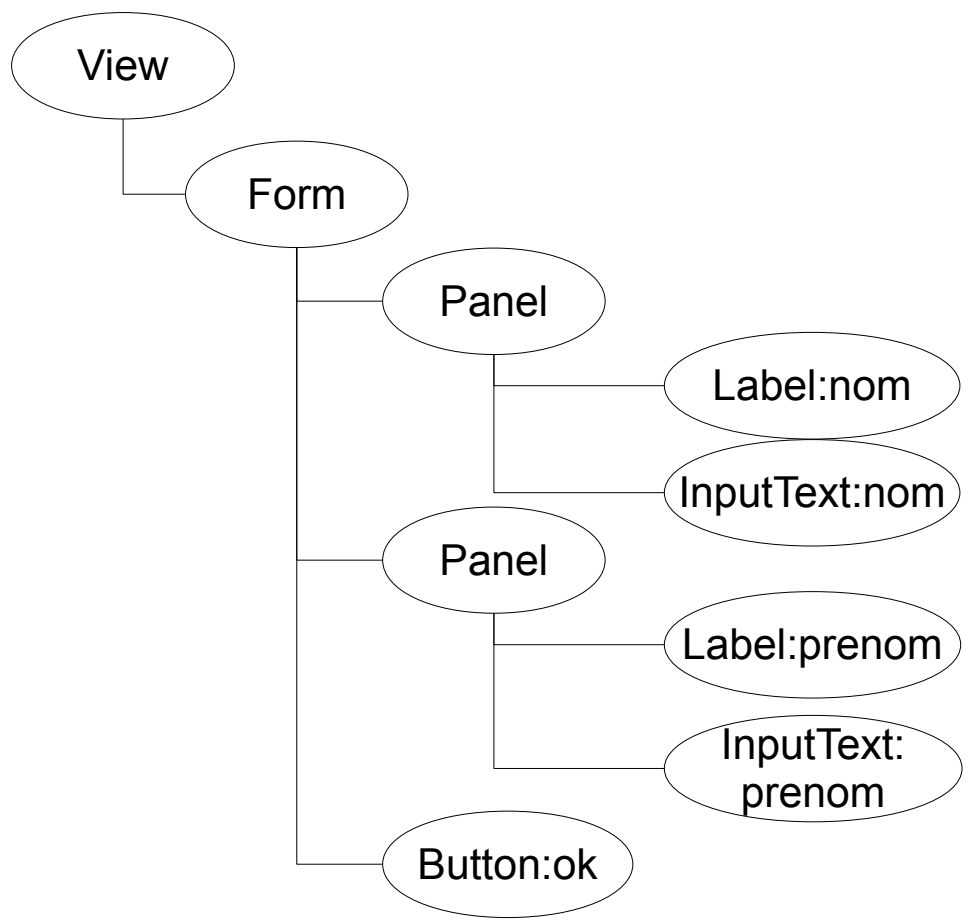 View
Form
Panel
Label:nom
InputText:nom
Panel
Label:prenom
InputText:
prenom
Button:ok